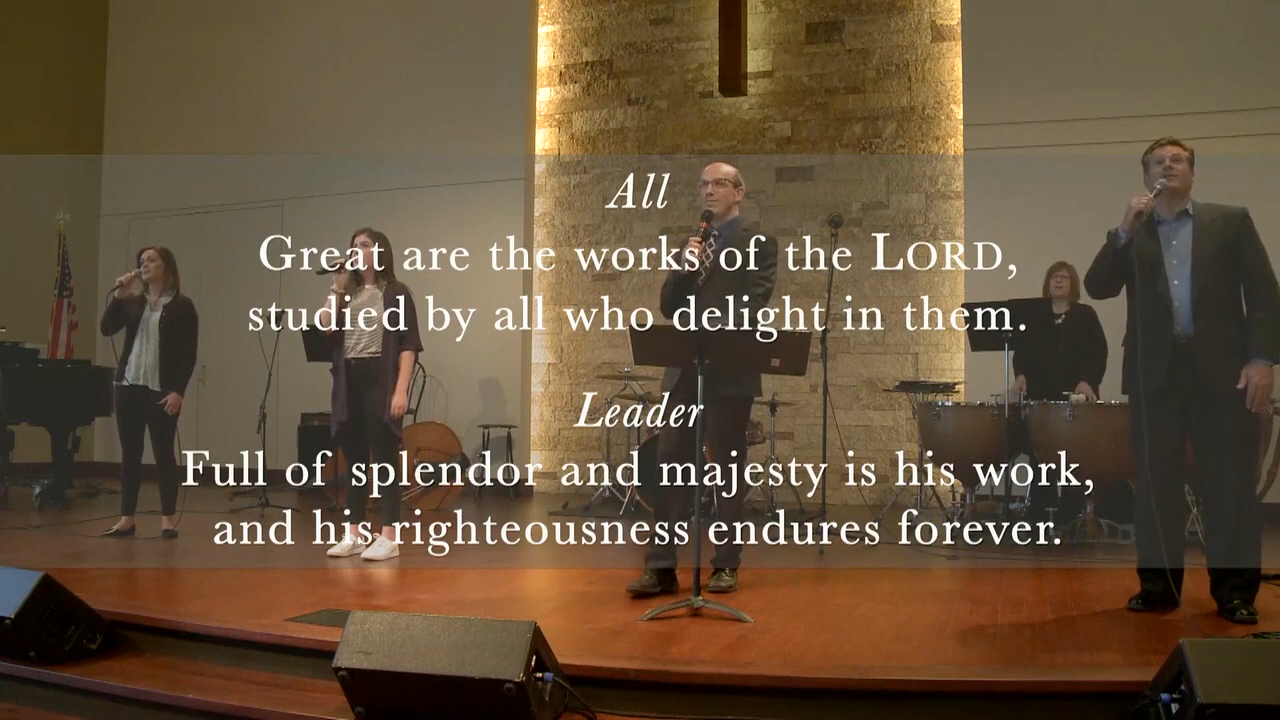 All
Great are the works of the LORD,
studied by all who delight in them.
Leader
Full of splendor and majesty is his work,
and his righteousness endures forever.